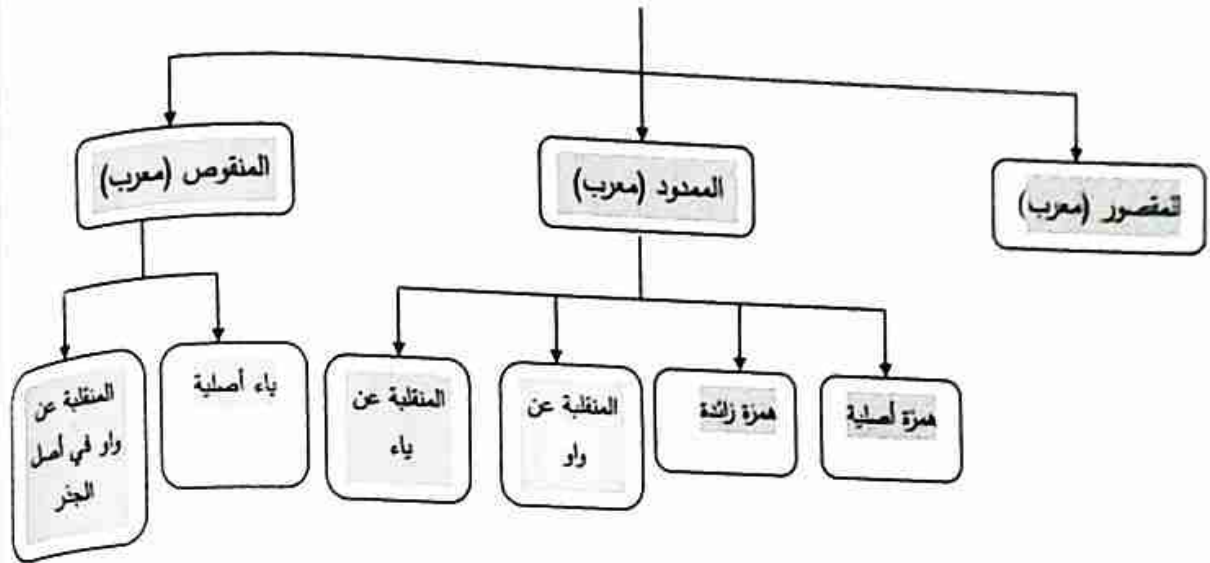 المقصور (معرب)
الممدود (معرب)
المنقوص (معرب)
همزة أصلية
همزة زائدة
المنقلبة عن
واو
المنقلبة عن
ياء
ياء أصلية
المنقلبة عن
واو في أصل
الجذر